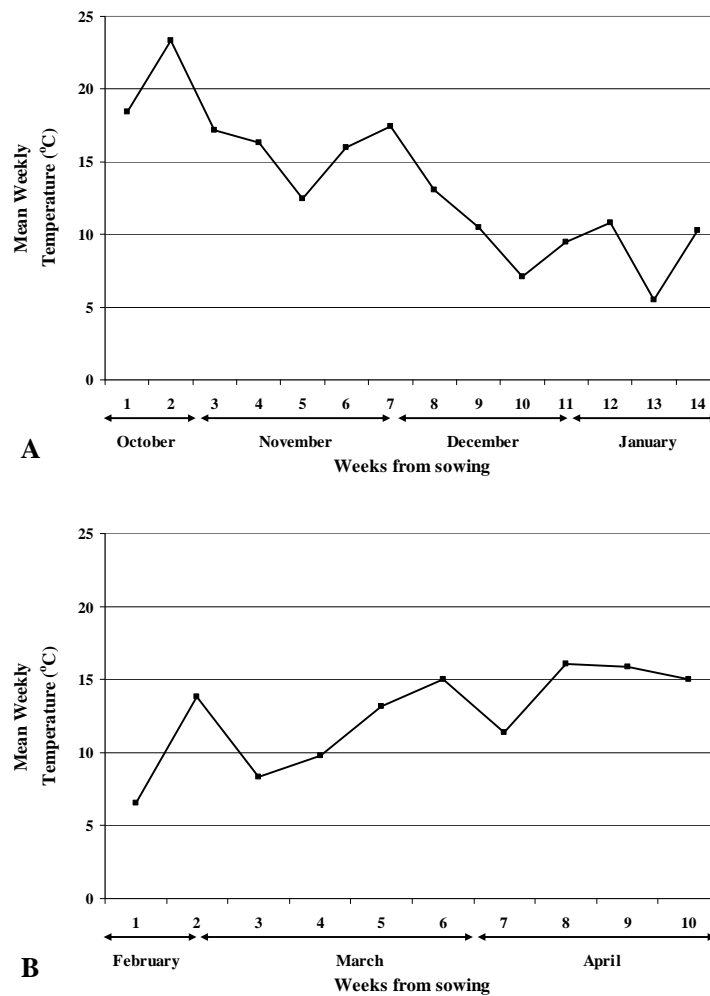 25
20
15
10
5
0
Mean Weekly
Temperature (°C)
1 2 3 4 5 6 7 8 9 10 11 12 13 14
October November December January
A
Weeks from sowing
25
20
15
10
5
0
Mean Weekly
Temperature (°C)
1 2 3 4 5 6 7 8 9 10
February March April
B
Weeks from sowing